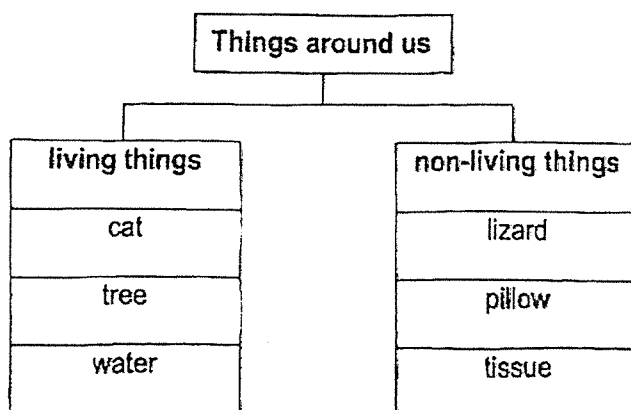 Things around us
living things
cat
tree
water
non-living things
lizard
pillow
tissue